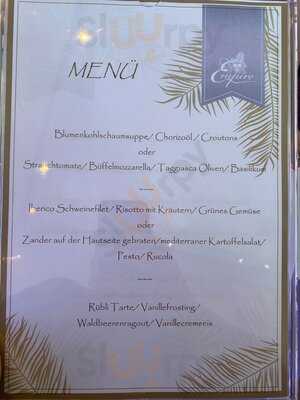 MENÜ
Blumenkohlschaumsuppe/ Chorizoöl / Croutons
oder
Strauchtomate/ Büffelmozzarella/ Taggiasca Oliven/ Basilikum
Iberico Schweinefilet/ Risotto mit Kräutern/ Grünes Gemüse
oder
Zander auf der Hautseite gebraten/mediterraner Kartoffelsalat/
Pesto/ Rucola
Rübli Tarte/ Vanillefrosting/
Waldbeerenragout/ Vanillecremeeis